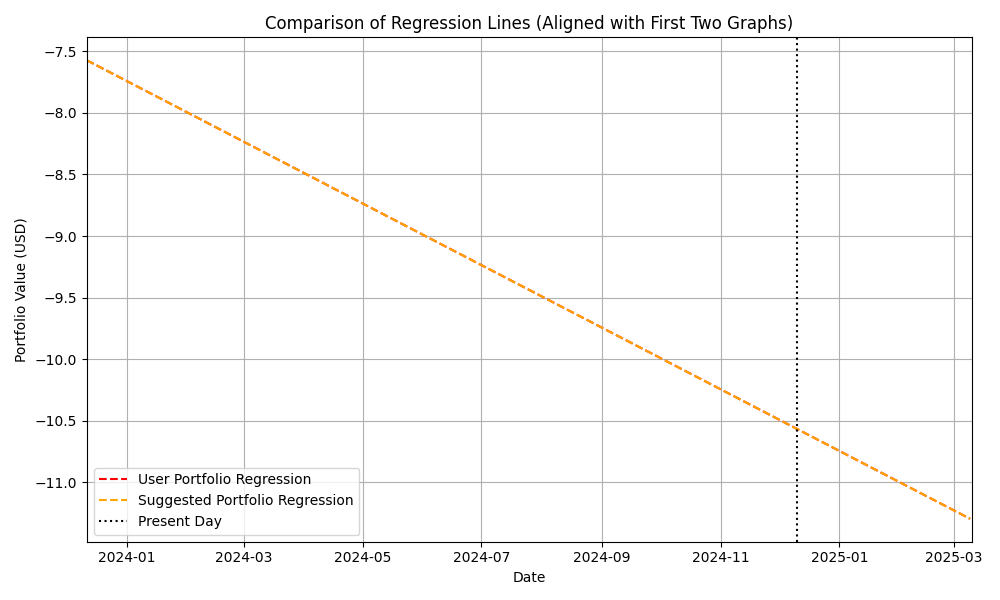 Comparison of Regression Lines (Aligned with First Two Graphs)
−7.5
−8.0
−8.5
−9.0
−9.5
−10.0
−10.5
−11.0
Portfolio Value (USD)
User Portfolio Regression
Suggested Portfolio Regression
Present Day
2024-01 2024-03 2024-05 2024-07 2024-09 2024-11 2025-01 2025-03
Date